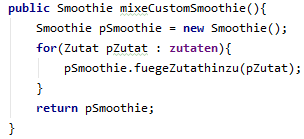 public Smoothie mixeCustomSmoothie(){
    Smoothie pSmoothie = new Smoothie();
    for(Zutat pZutat : zutaten){
        pSmoothie.fuegeZutathinzu(pZutat);
    }
    return pSmoothie;
}